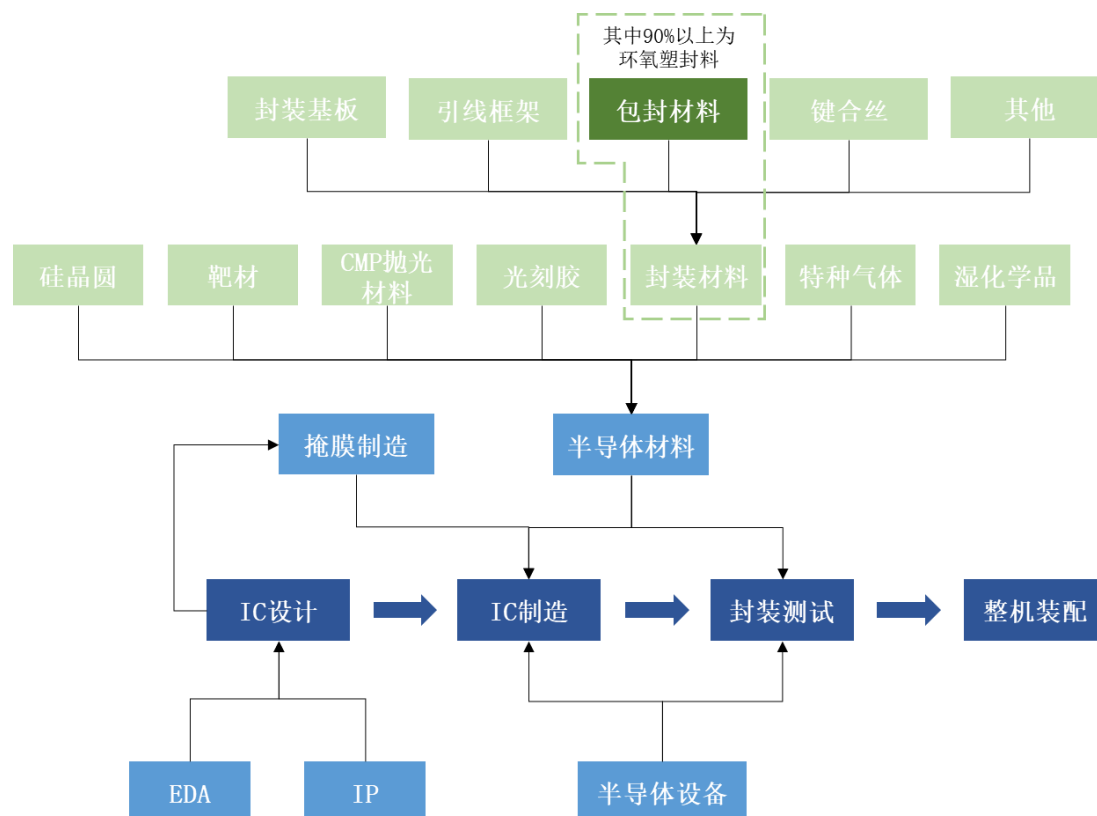 其中90%以上为
环氧塑封料
封装基板
引线框架
包封材料
键合丝
其他
硅晶圆
靶材
CMP抛光
材料
光刻胶
封装材料
特种气体
湿化学品
掩膜制造
半导体材料
IC设计
IC制造
封装测试
整机装配
EDA
IP
半导体设备